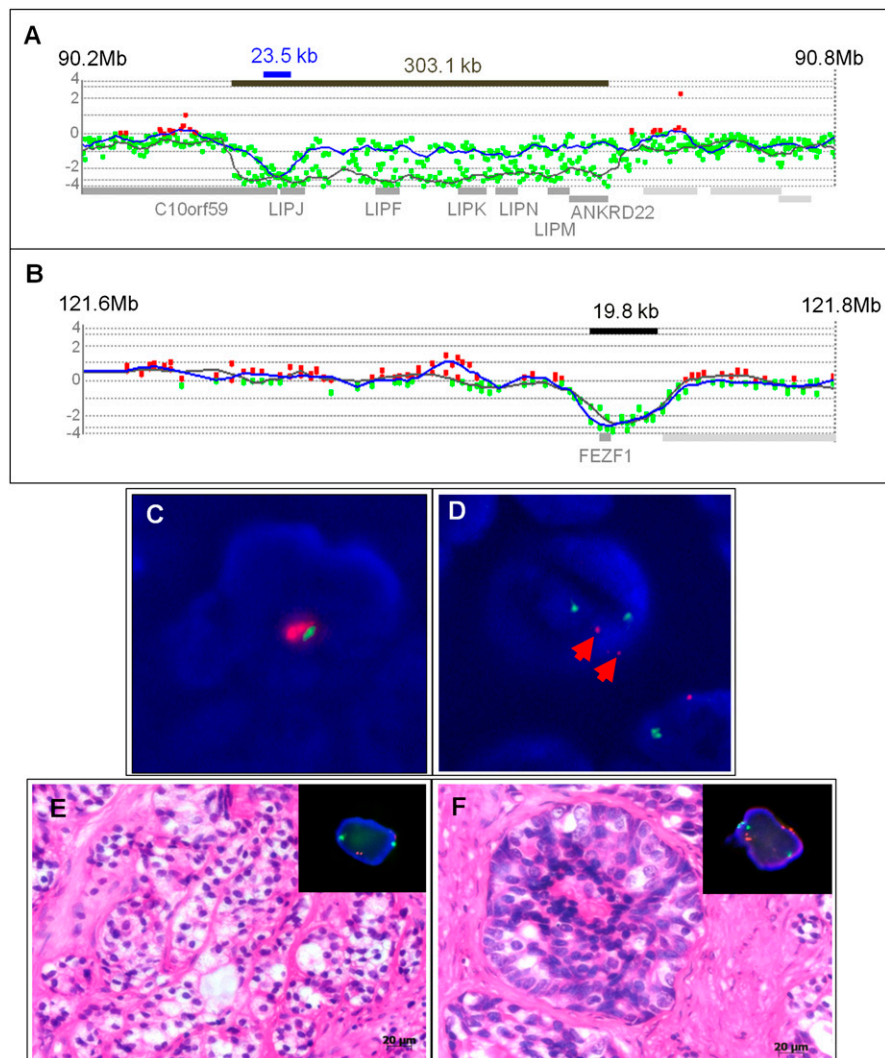 A
90.2Mb
23.5 kb
303.1 kb
90.8Mb
4
2
0
-2
-4
C10orf59
LIPJ
LIPF
LIPK
LIPN
LIPM
ANKRD22
B
121.6Mb
19.8 kb
121.8Mb
4
2
0
-2
-4
FEZF1
C
D
E
20 µm
F
20 µm